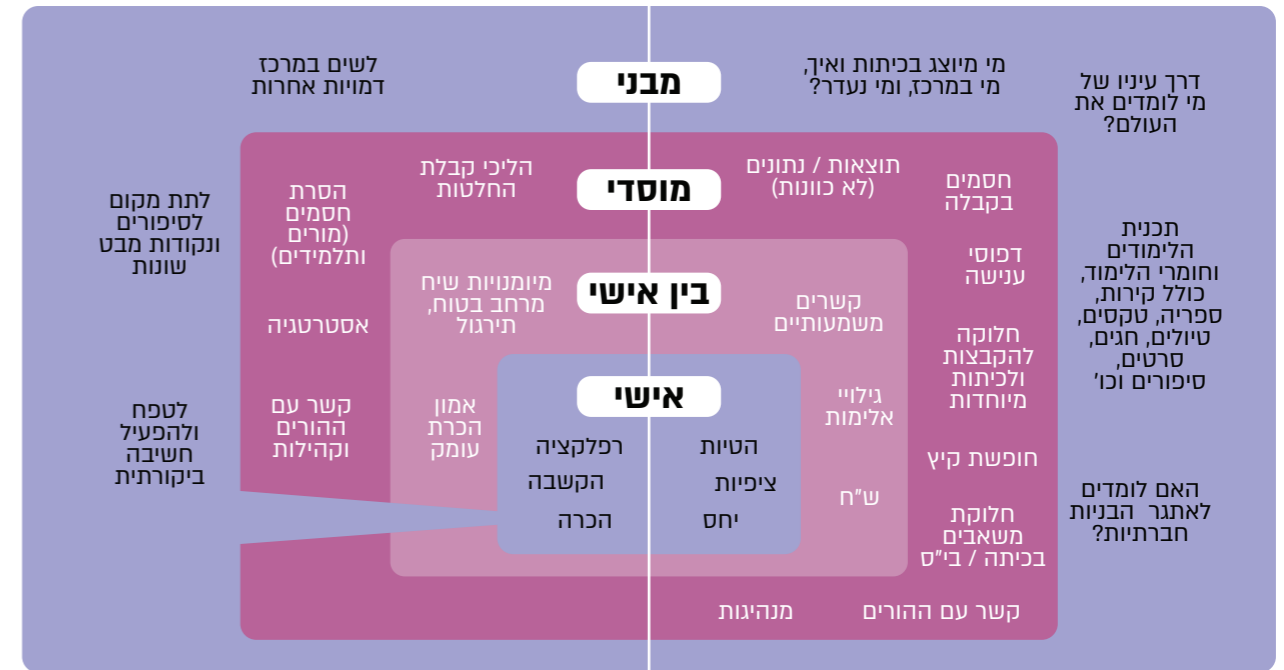 מבני
מי מיוצג בכיתות ואיך,
מי במרכז, ומי נעדר?
דרך עיניו של
מי לומדים את
העולם?
תכנית
הלימודים
וחומרי הלימוד,
כולל קירות,
ספריה, טקסים,
טיולים, חגים,
סרטים,
סיפורים וכו'
האם לומדים
לאתגר הבניות
חברתיות?
לשים במרכז
דמויות אחרות
לתת מקום
לסיפורים
ונקודות מבט
שונות
לטפח
ולהפעיל
חשיבה
ביקורתית
מוסדי
תוצאות / נתונים
(לא כוונות)
חסמים
בקבלה
דפוסי
ענישה
חלוקה
להקבצות
ולכיתות
מיוחדות
חופשת קיץ
חלוקת
משאבים
בכיתה / בי"ס
קשר עם ההורים
מנהיגות
הליכי קבלת
החלטות
הסרת
חסמים
(מורים
ותלמידים)
אסטרטגיה
קשר עם
ההורים
וקהילות
בין אישי
קשרים
משמעותיים
גילויי
אלימות
ש"ח
מיומנויות שיח
מרחב בטוח,
תירגול
אמון
הכרת
עומק
אישי
הטיות
ציפיות
יחס
רפלקציה
הקשבה
הכרה